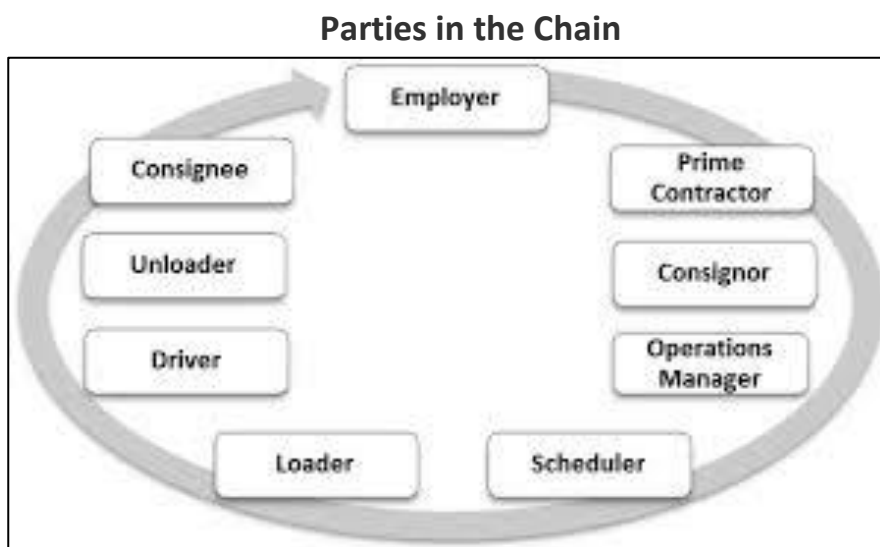 Parties in the Chain
Employer
Prime
Contractor
Consignor
Operations
Manager
Scheduler
Loader
Driver
Unloader
Consignee